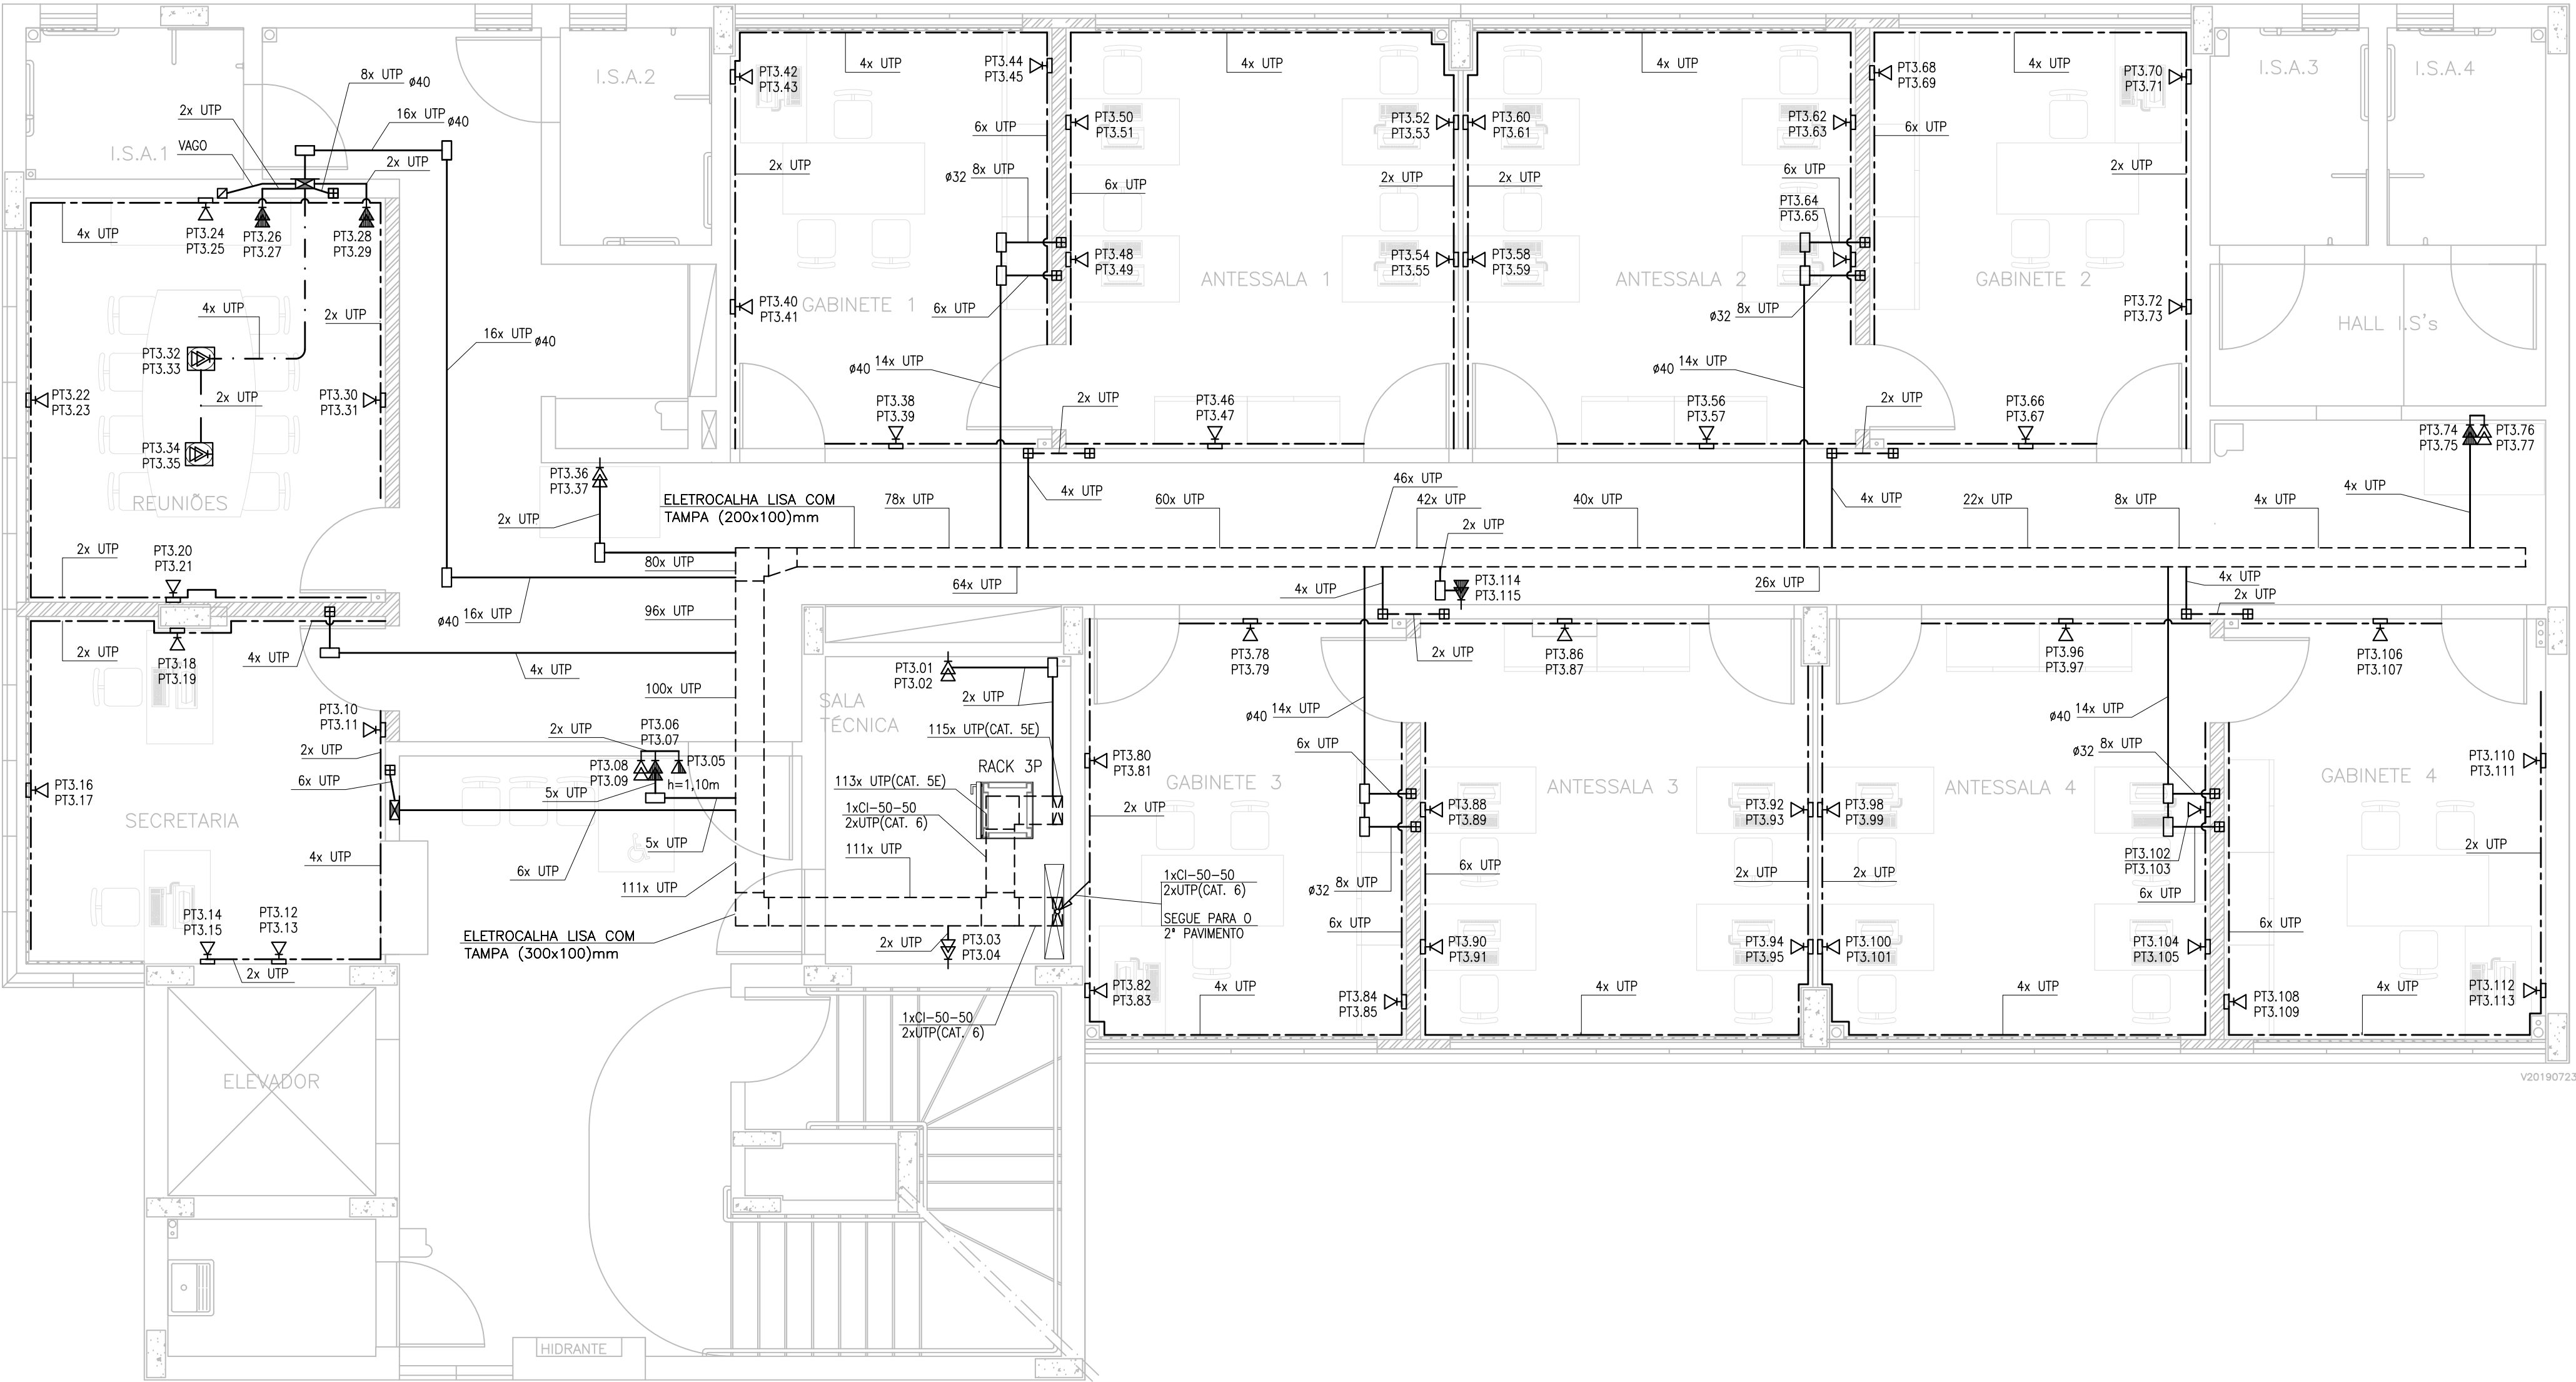 I.S.A.1
8x UTP ø40
2x UTP
16x UTP ø40
VAGO
2x UTP
I.S.A.2
PT3.24
PT3.25
PT3.26
PT3.27
PT3.28
PT3.29
4x UTP
4x UTP
2x UTP
PT3.32
PT3.33
2x UTP
PT3.34
PT3.35
PT3.22
PT3.23
PT3.30
PT3.31
REUNIÕES
2x UTP
PT3.20
PT3.21
16x UTP ø40
PT3.36
PT3.37
2x UTP
ø40 16x UTP
PT3.42
PT3.43
4x UTP
PT3.44
PT3.45
6x UTP
2x UTP
ø32 8x UTP
PT3.40
PT3.41
GABINETE 1
6x UTP
ø40 14x UTP
PT3.38
PT3.39
4x UTP
PT3.50
PT3.51
PT3.52
PT3.53
6x UTP
2x UTP
PT3.48
PT3.49
PT3.54
PT3.55
ANTESSALA 1
2x UTP
PT3.46
PT3.47
4x UTP
PT3.60
PT3.61
PT3.62
PT3.63
2x UTP
6x UTP
PT3.64
PT3.65
PT3.58
PT3.59
ANTESSALA 2
ø32 8x UTP
ø40 14x UTP
PT3.56
PT3.57
4x UTP
PT3.68
PT3.69
PT3.70
PT3.71
6x UTP
2x UTP
GABINETE 2
PT3.72
PT3.73
2x UTP
PT3.66
PT3.67
I.S.A.3
I.S.A.4
HALL I.S's
PT3.74
PT3.75
PT3.76
PT3.77
4x UTP
ELETROCALHA LISA COM
TAMPA (200x100)mm
78x UTP
4x UTP
60x UTP
46x UTP
42x UTP
2x UTP
40x UTP
4x UTP
22x UTP
8x UTP
4x UTP
80x UTP
64x UTP
4x UTP
PT3.114
PT3.115
26x UTP
4x UTP
2x UTP
96x UTP
4x UTP
100x UTP
2x UTP
4x UTP
PT3.18
PT3.19
PT3.10
PT3.11
2x UTP
6x UTP
PT3.16
PT3.17
SECRETARIA
4x UTP
PT3.14
PT3.15
PT3.12
PT3.13
2x UTP
2x UTP
PT3.06
PT3.07
PT3.05
PT3.08
PT3.09
h=1,10m
5x UTP
5x UTP
6x UTP
111x UTP
ELETROCALHA LISA COM
TAMPA (300x100)mm
SALA
TÉCNICA
PT3.01
PT3.02
2x UTP
115x UTP(CAT. 5E)
RACK 3P
113x UTP(CAT. 5E)
1xCI-50-50
2xUTP(CAT. 6)
111x UTP
2x UTP
PT3.03
PT3.04
1xCI-50-50
2xUTP(CAT. 6)
1xCI-50-50
2xUTP(CAT. 6)
SEGUE PARA O
2° PAVIMENTO
PT3.78
PT3.79
2x UTP
PT3.86
PT3.87
ø40 14x UTP
PT3.80
PT3.81
GABINETE 3
6x UTP
2x UTP
ø32 8x UTP
6x UTP
PT3.82
PT3.83
4x UTP
PT3.84
PT3.85
PT3.88
PT3.89
ANTESSALA 3
PT3.92
PT3.93
6x UTP
2x UTP
PT3.90
PT3.91
PT3.94
PT3.95
4x UTP
PT3.96
PT3.97
ø40 14x UTP
ø32 8x UTP
PT3.98
PT3.99
ANTESSALA 4
PT3.102
PT3.103
2x UTP
6x UTP
PT3.100
PT3.101
PT3.104
PT3.105
4x UTP
PT3.106
PT3.107
PT3.110
PT3.111
GABINETE 4
2x UTP
6x UTP
PT3.108
PT3.109
4x UTP
PT3.112
PT3.113
V20190723
ELEVADOR
HIDRANTE